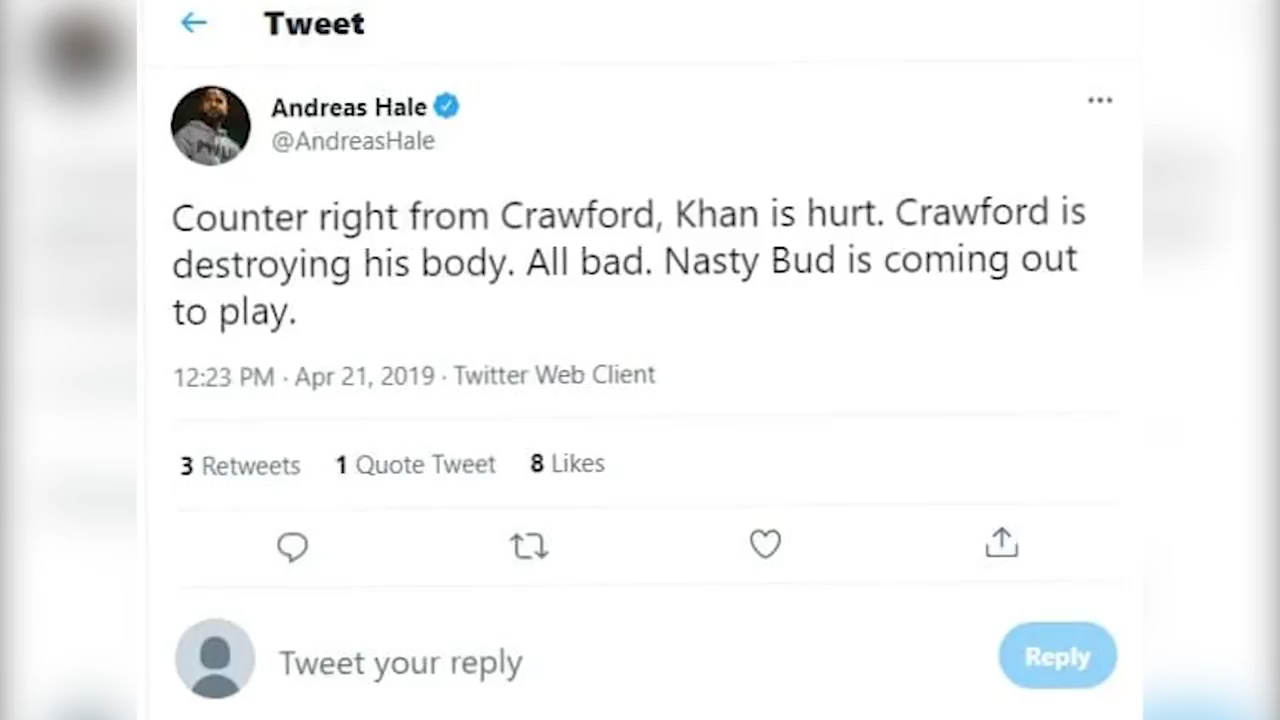 Tweet
Andreas Hale
@AndreasHale
Counter right from Crawford, Khan is hurt. Crawford is
destroying his body. All bad. Nasty Bud is coming out
to play.
12:23 PM · Apr 21, 2019 · Twitter Web Client
3 Retweets 1 Quote Tweet 8 Likes
Tweet your reply
Reply